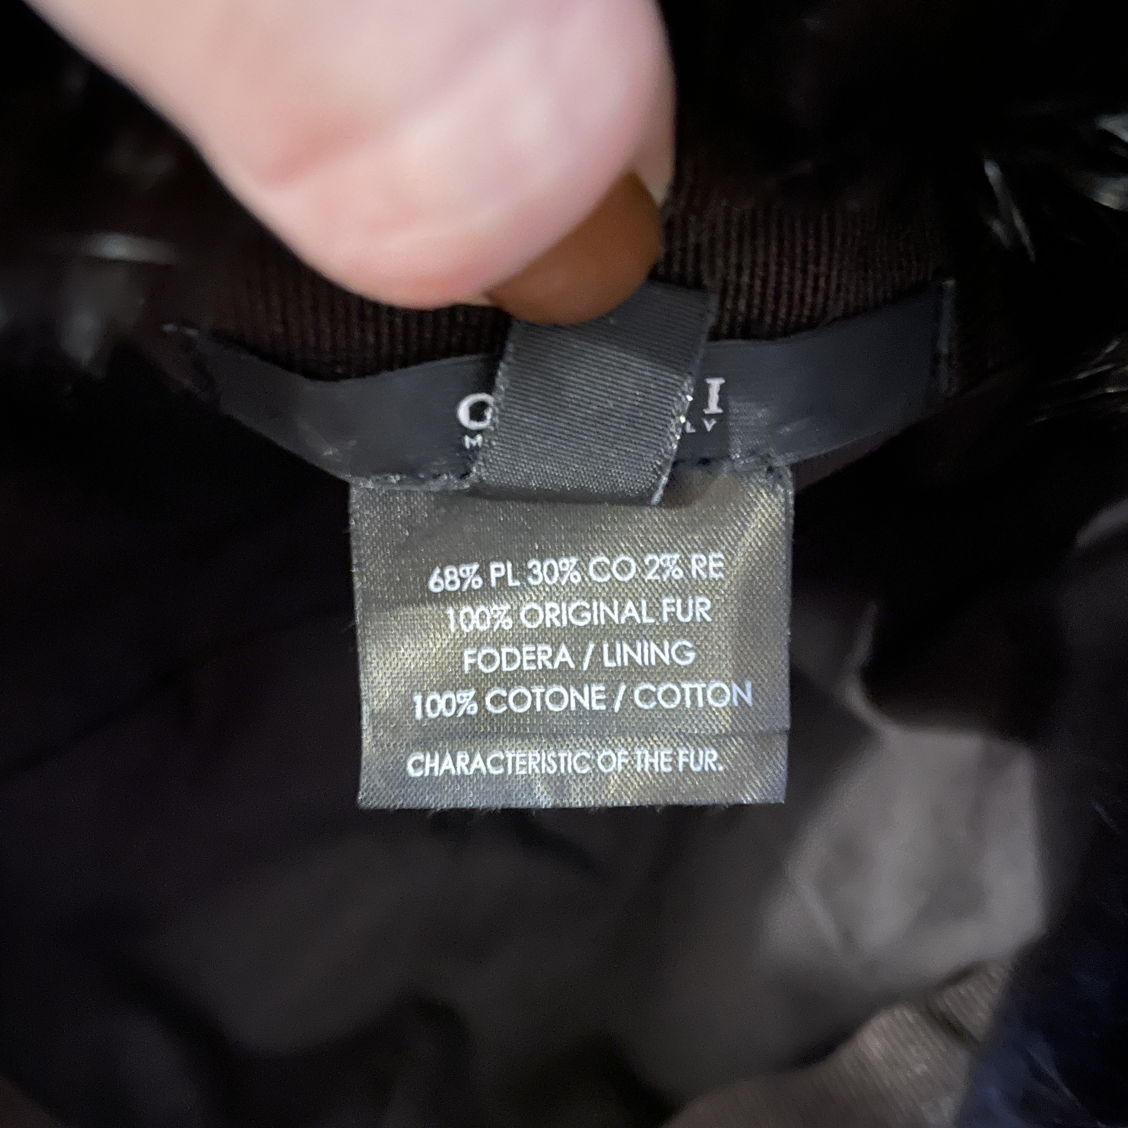 68% PL 30% CO 2% RE
100% ORIGINAL FUR
FODERA / LINING
100% COTONE / COTTON
CHARACTERISTIC OF THE FUR.